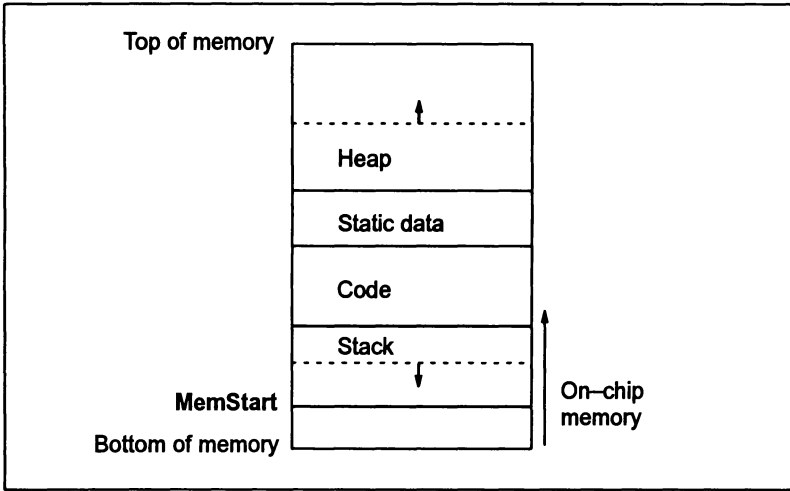 Top of memory
Heap
Static data
Code
Stack
MemStart
On–chip
memory
Bottom of memory